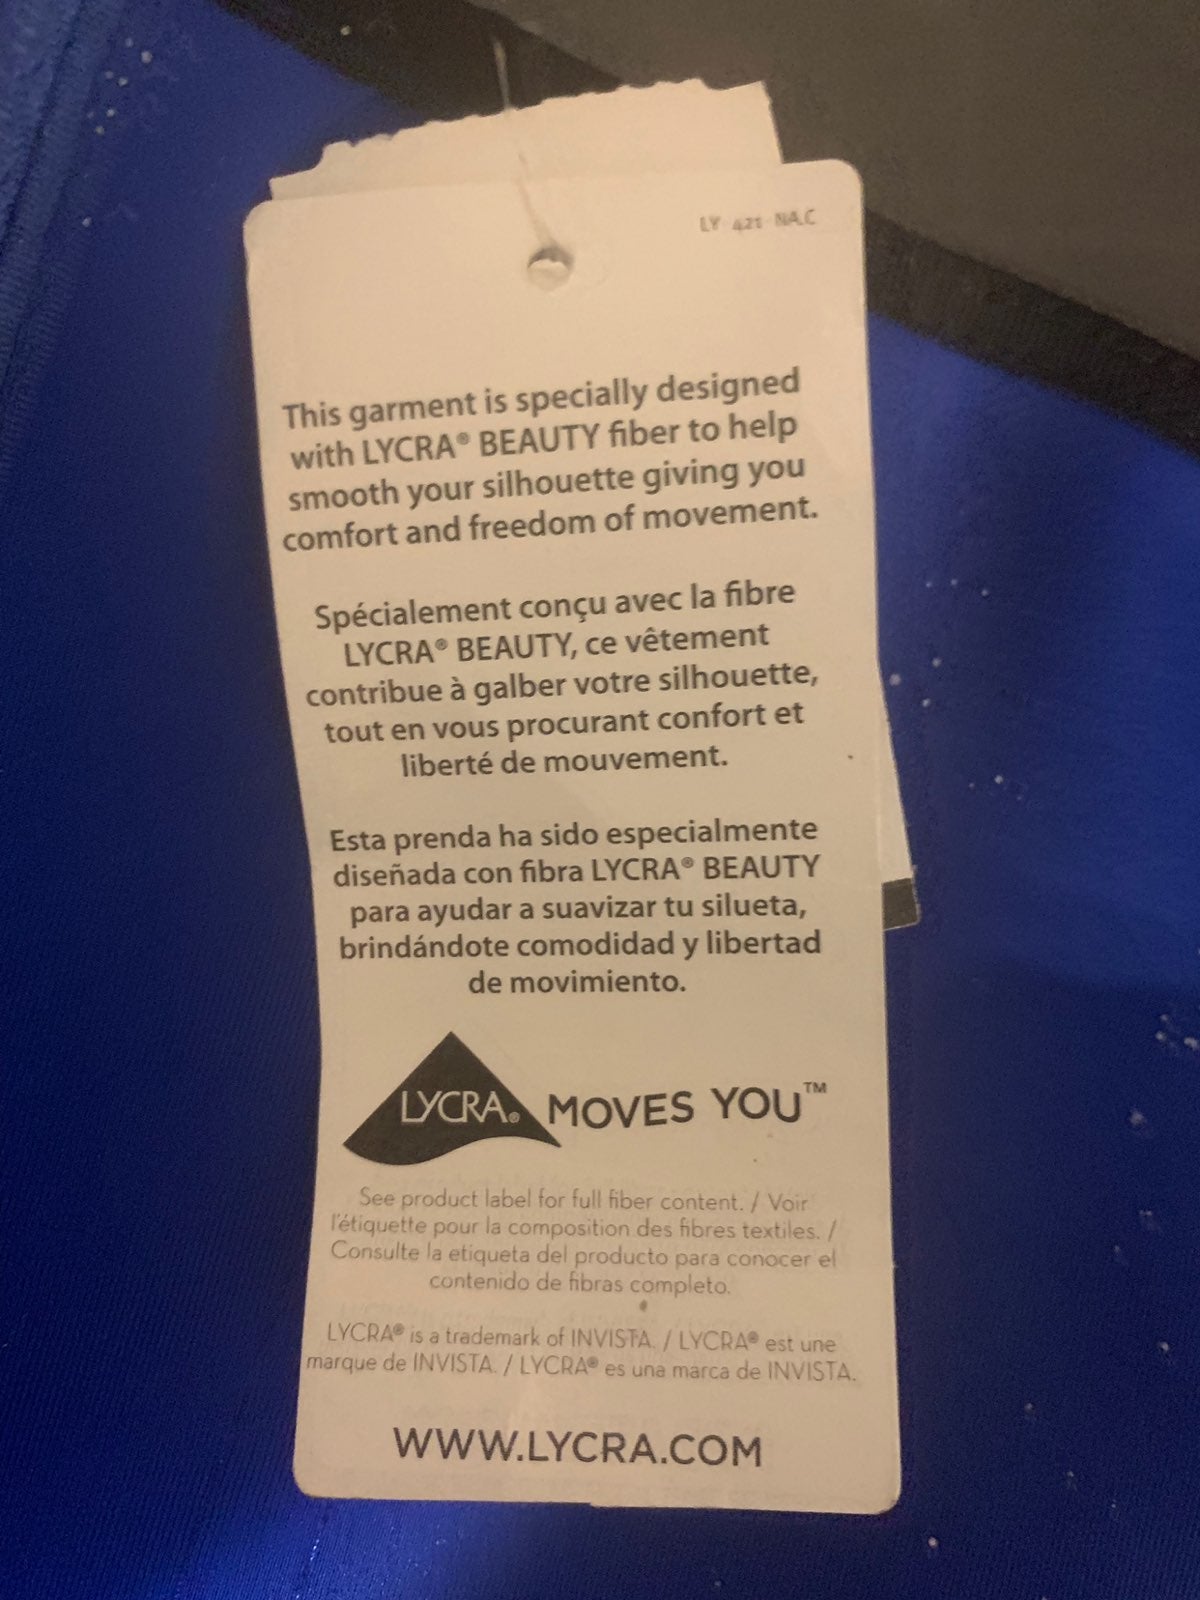 LY 421 NA.C
This garment is specially designed
with LYCRA® BEAUTY fiber to help
smooth your silhouette giving you
comfort and freedom of movement.
Spécialement conçu avec la fibre
LYCRA® BEAUTY, ce vêtement
contribue à galber votre silhouette,
tout en vous procurant confort et
liberté de mouvement.
Esta prenda ha sido especialmente
diseñada con fibra LYCRA® BEAUTY
para ayudar a suavizar tu silueta,
brindándote comodidad y libertad
de movimiento.
LYCRA® MOVES YOU™
See product label for full fiber content. / Voir
l'étiquette pour la composition des fibres textiles. /
Consulte la etiqueta del producto para conocer el
contenido de fibras completo.
LYCRA® is a trademark of INVISTA. / LYCRA® est une
marque de INVISTA. / LYCRA® es una marca de INVISTA.
WWW.LYCRA.COM